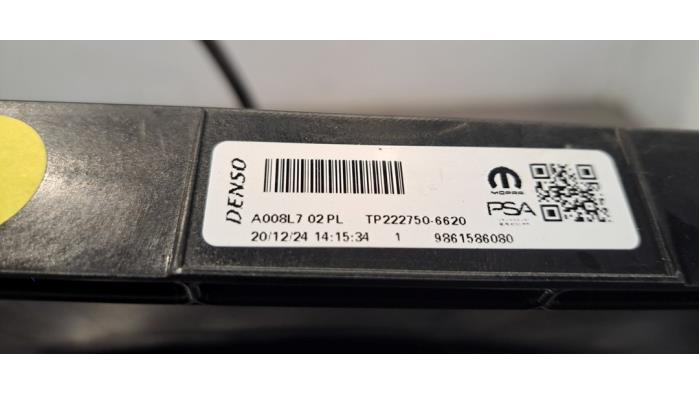 DENSO
MOPAR
PSA
A008L7 02 PL TP222750-6620
20/12/24 14:15:34 1 9861586080